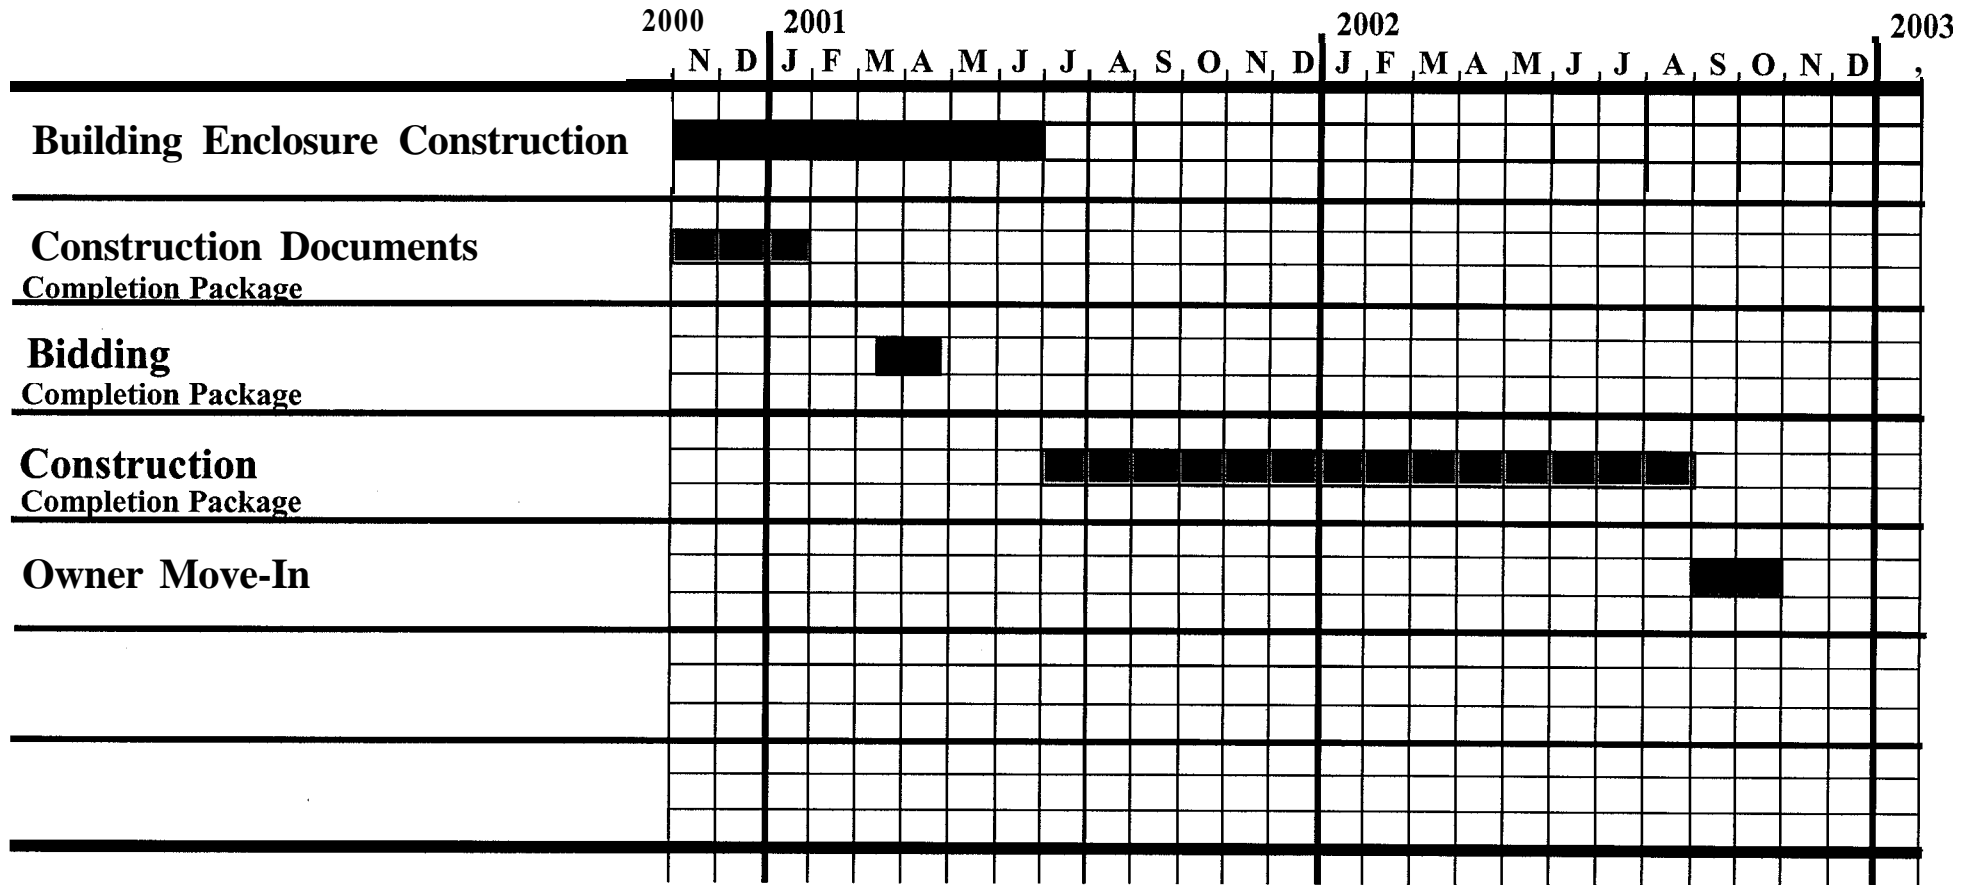 2000 2001 2002 2003
N D J F M A M J J A S O N D J F M A M J J A S O N D ,
Building Enclosure Construction
Construction Documents
Completion Package
Bidding
Completion Package
Construction
Completion Package
Owner Move-In